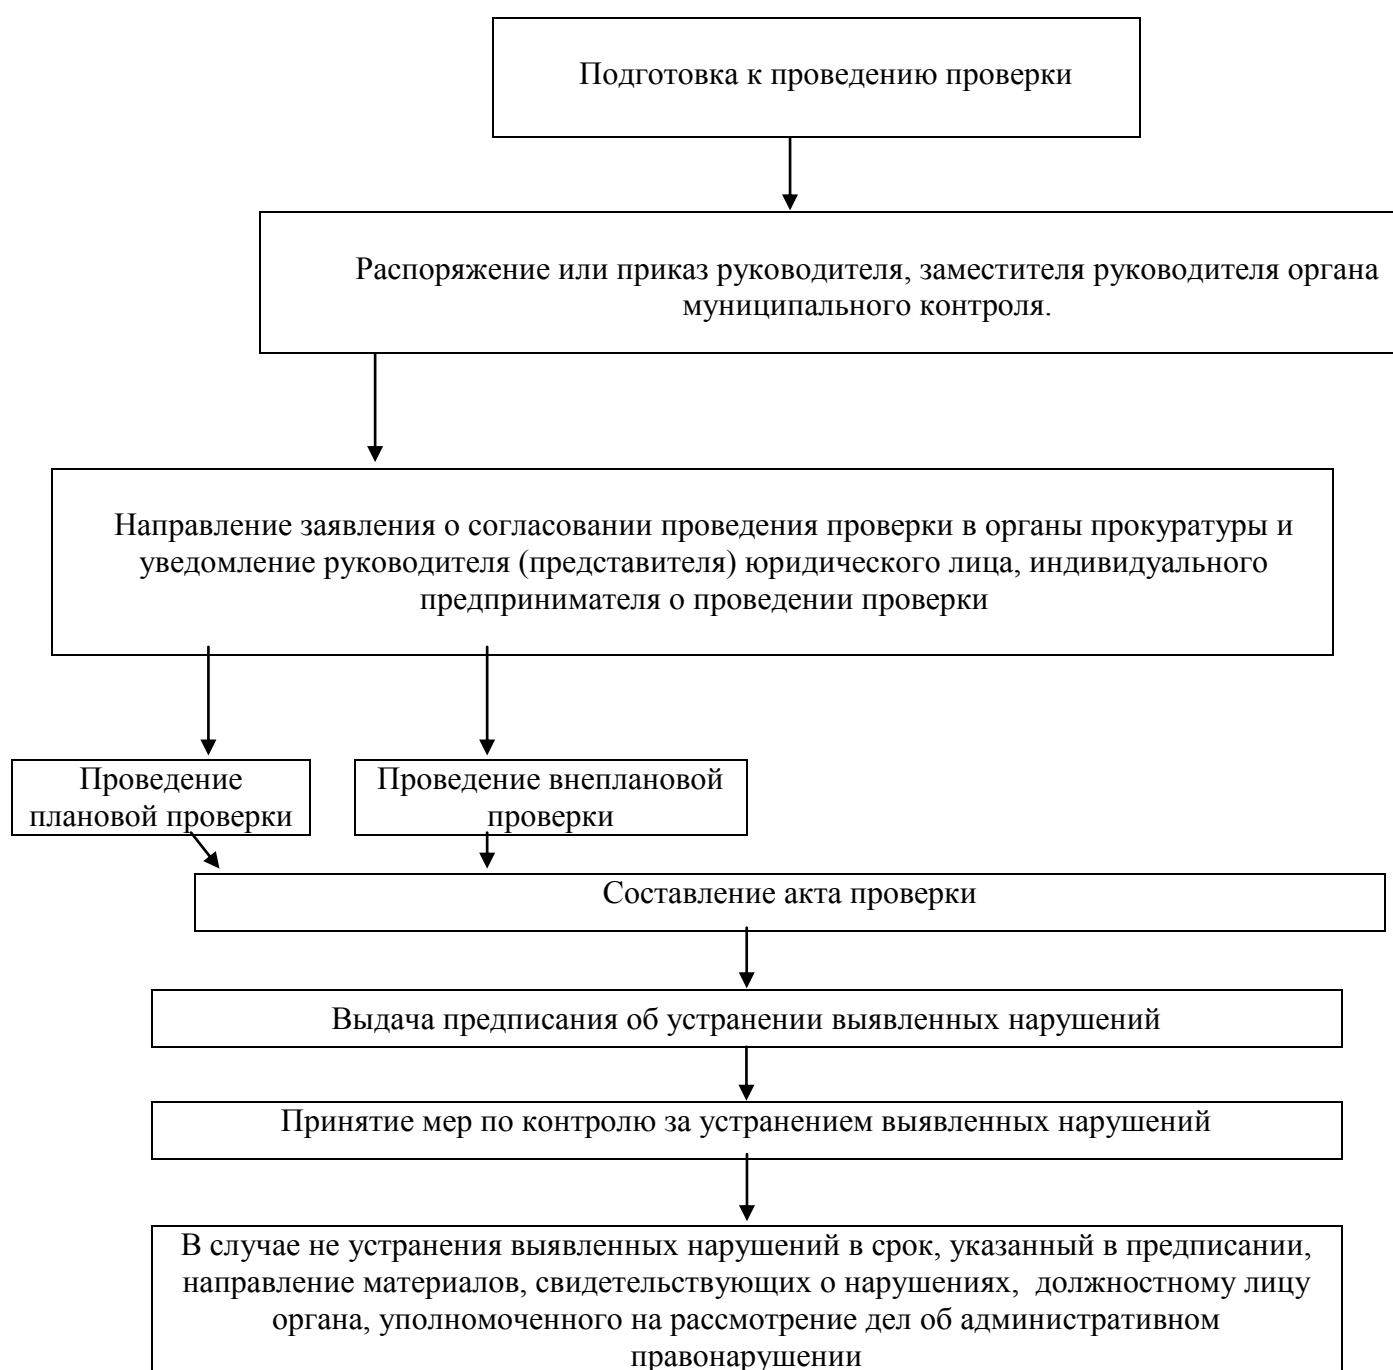 Подготовка к проведению проверки
Распоряжение или приказ руководителя, заместителя руководителя органа
муниципального контроля.
Направление заявления о согласовании проведения проверки в органы прокуратуры и
уведомление руководителя (представителя) юридического лица, индивидуального
предпринимателя о проведении проверки
Проведение
плановой проверки
Проведение внеплановой
проверки
Составление акта проверки
Выдача предписания об устранении выявленных нарушений
Принятие мер по контролю за устранением выявленных нарушений
В случае не устранения выявленных нарушений в срок, указанный в предписании,
направление материалов, свидетельствующих о нарушениях, должностному лицу
органа, уполномоченного на рассмотрение дел об административном
правонарушении